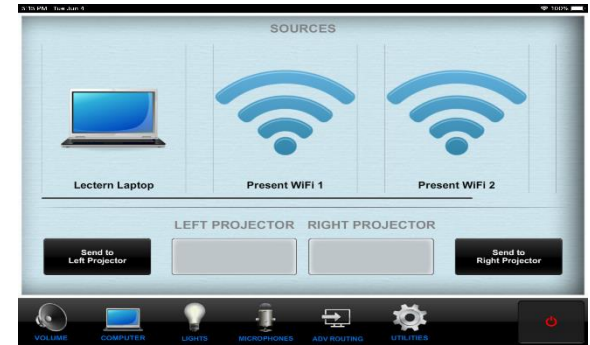 5:15 PM Tue Jun 4 100%
SOURCES
Lectern Laptop Present WiFi 1 Present WiFi 2
LEFT PROJECTOR RIGHT PROJECTOR
Send to
Left Projector
Send to
Right Projector
VOLUME COMPUTER LIGHTS MICROPHONES ADV ROUTING UTILITIES